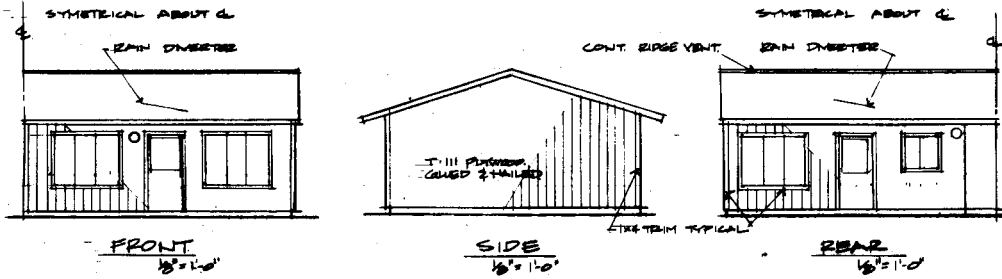 SYMETRICAL ABOUT ℄
℄
RAIN DIVERTER
FRONT
1/8"=1'-0"
T-111 PLYWOOD,
GLUED & NAILED
SIDE
1/8"=1'-0"
SYMETRICAL ABOUT ℄
℄
CONT. RIDGE VENT
RAIN DIVERTER
1X4 TRIM TYPICAL
REAR
1/8"=1'-0"